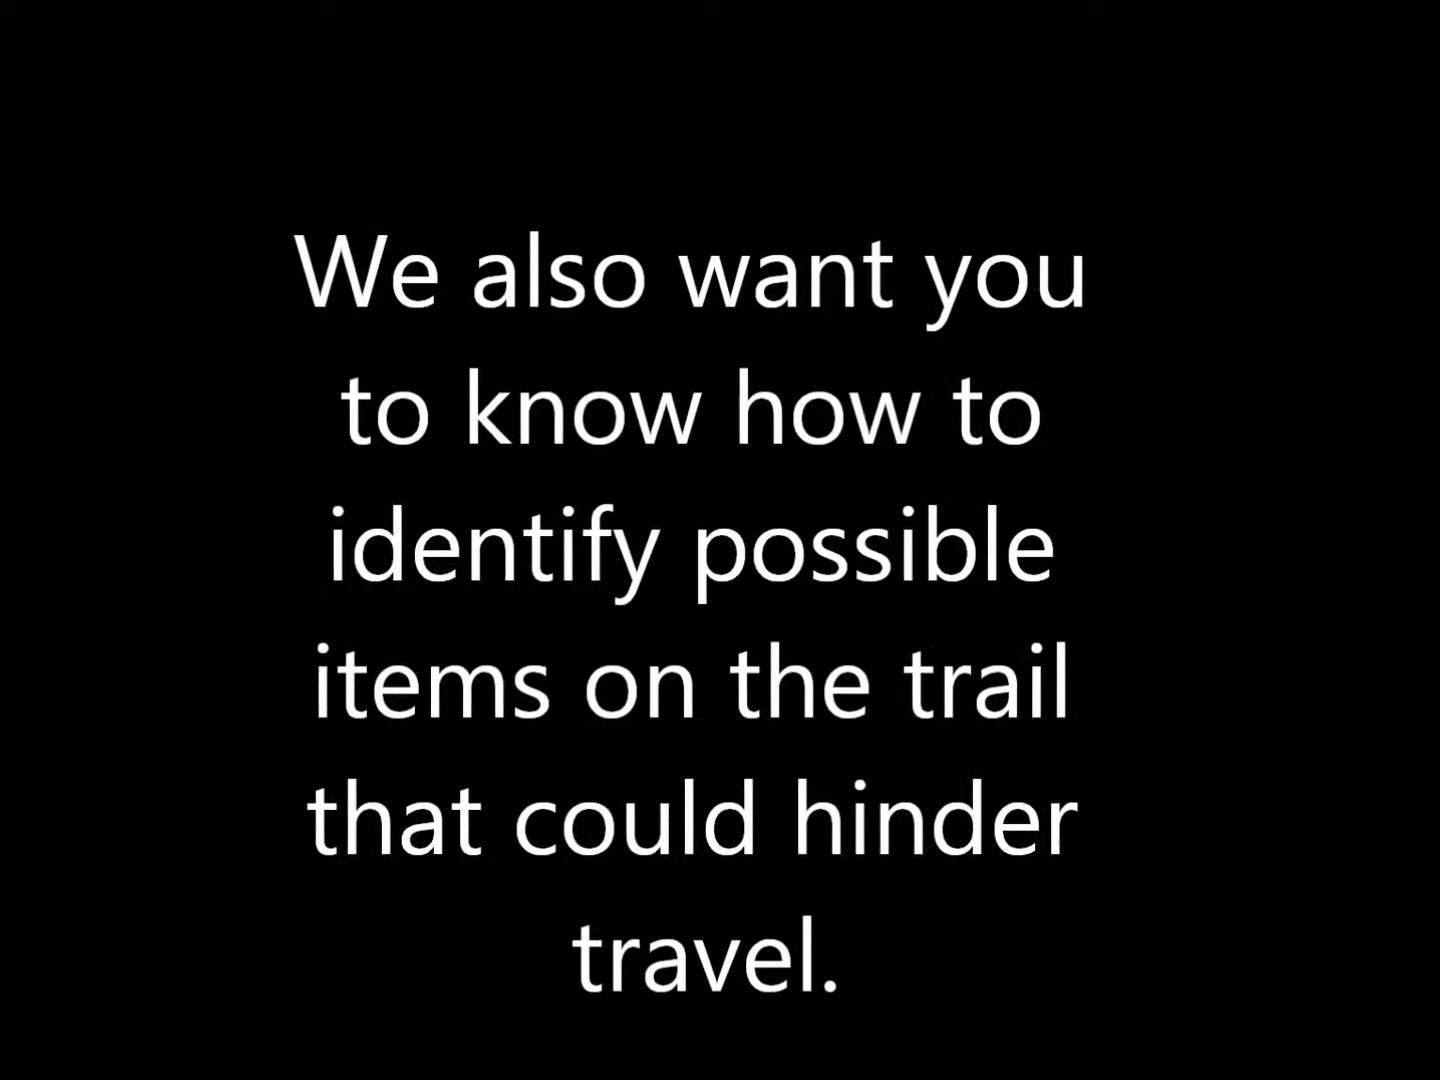 We also want you
to know how to
identify possible
items on the trail
that could hinder
travel.